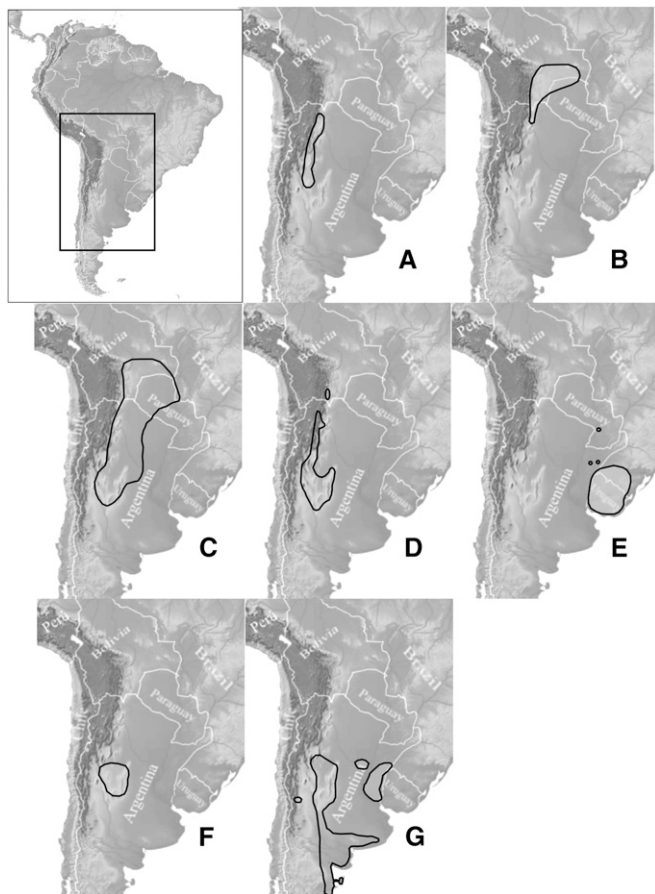 Peru
Bolivia
Brazil
Chile
Paraguay
Argentina
Uruguay
A
Peru
Bolivia
Brazil
Chile
Paraguay
Argentina
Uruguay
B
Peru
Bolivia
Brazil
Chile
Paraguay
Argentina
Uruguay
C
Peru
Bolivia
Brazil
Chile
Paraguay
Argentina
Uruguay
D
Peru
Bolivia
Brazil
Chile
Paraguay
Argentina
Uruguay
E
Peru
Bolivia
Brazil
Chile
Paraguay
Argentina
Uruguay
F
Peru
Bolivia
Brazil
Chile
Paraguay
Argentina
Uruguay
G